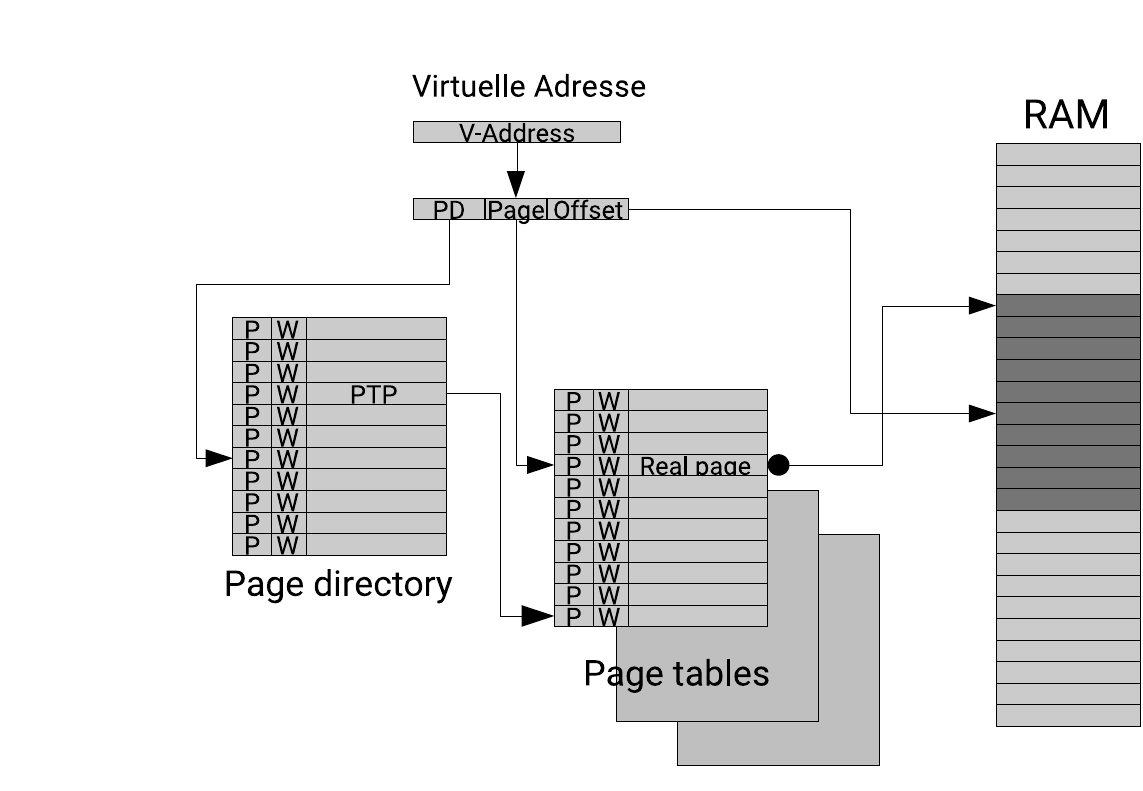 Virtuelle Adresse
V-Address
PD Page Offset
RAM
P W
P W
P W
P W PTP
P W
P W
P W
P W
P W
P W
P W
Page directory
P W
P W
P W
P W Real page
P W
P W
P W
P W
P W
P W
P W
Page tables